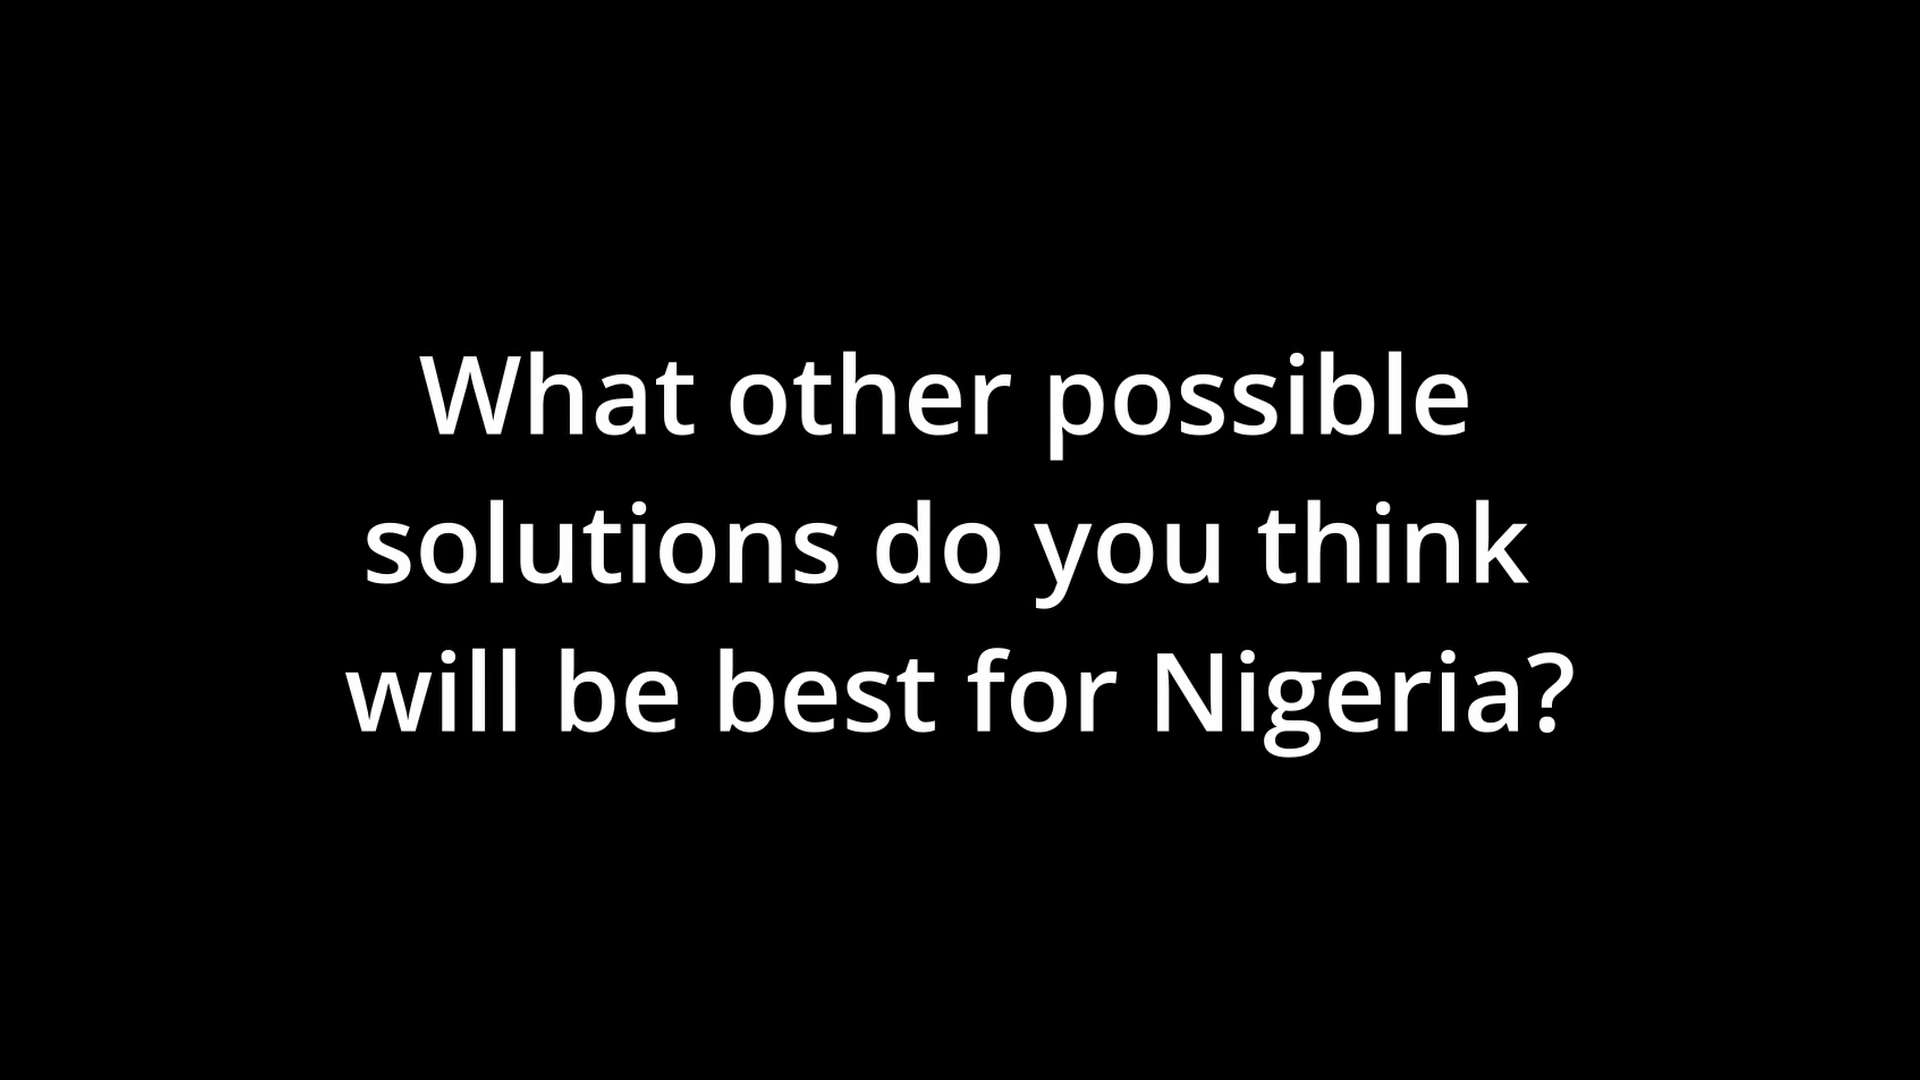 What other possible
solutions do you think
will be best for Nigeria?